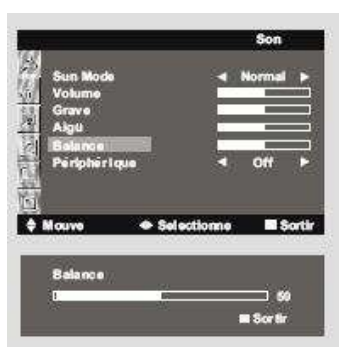 Son
Sun Mode ◄ Normal ►
Volume
Grave
Aigu
Balance
Périphérique ◄ Off ►
Mouve Selectionne Sortir
Balance
50
Sortir